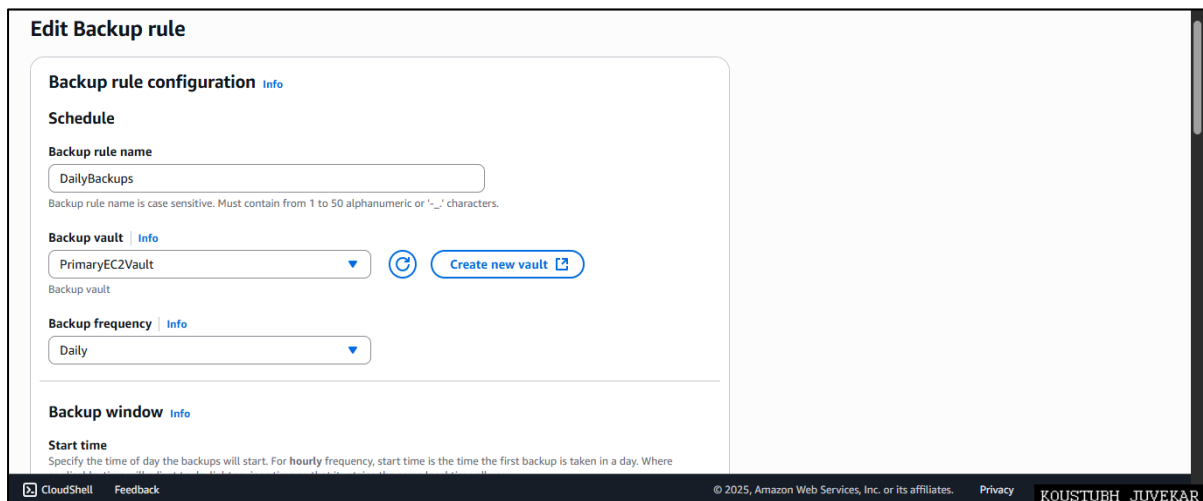 Edit Backup rule
Backup rule configuration Info
Schedule
Backup rule name
DailyBackups
Backup rule name is case sensitive. Must contain from 1 to 50 alphanumeric or '-_.' characters.
Backup vault Info
PrimaryEC2Vault
Create new vault
Backup vault
Backup frequency Info
Daily
Backup window Info
Start time
Specify the time of day the backups will start. For hourly frequency, start time is the time the first backup is taken in a day. Where
CloudShell Feedback © 2025, Amazon Web Services, Inc. or its affiliates. Privacy KOUSTUBH JUVEKAR